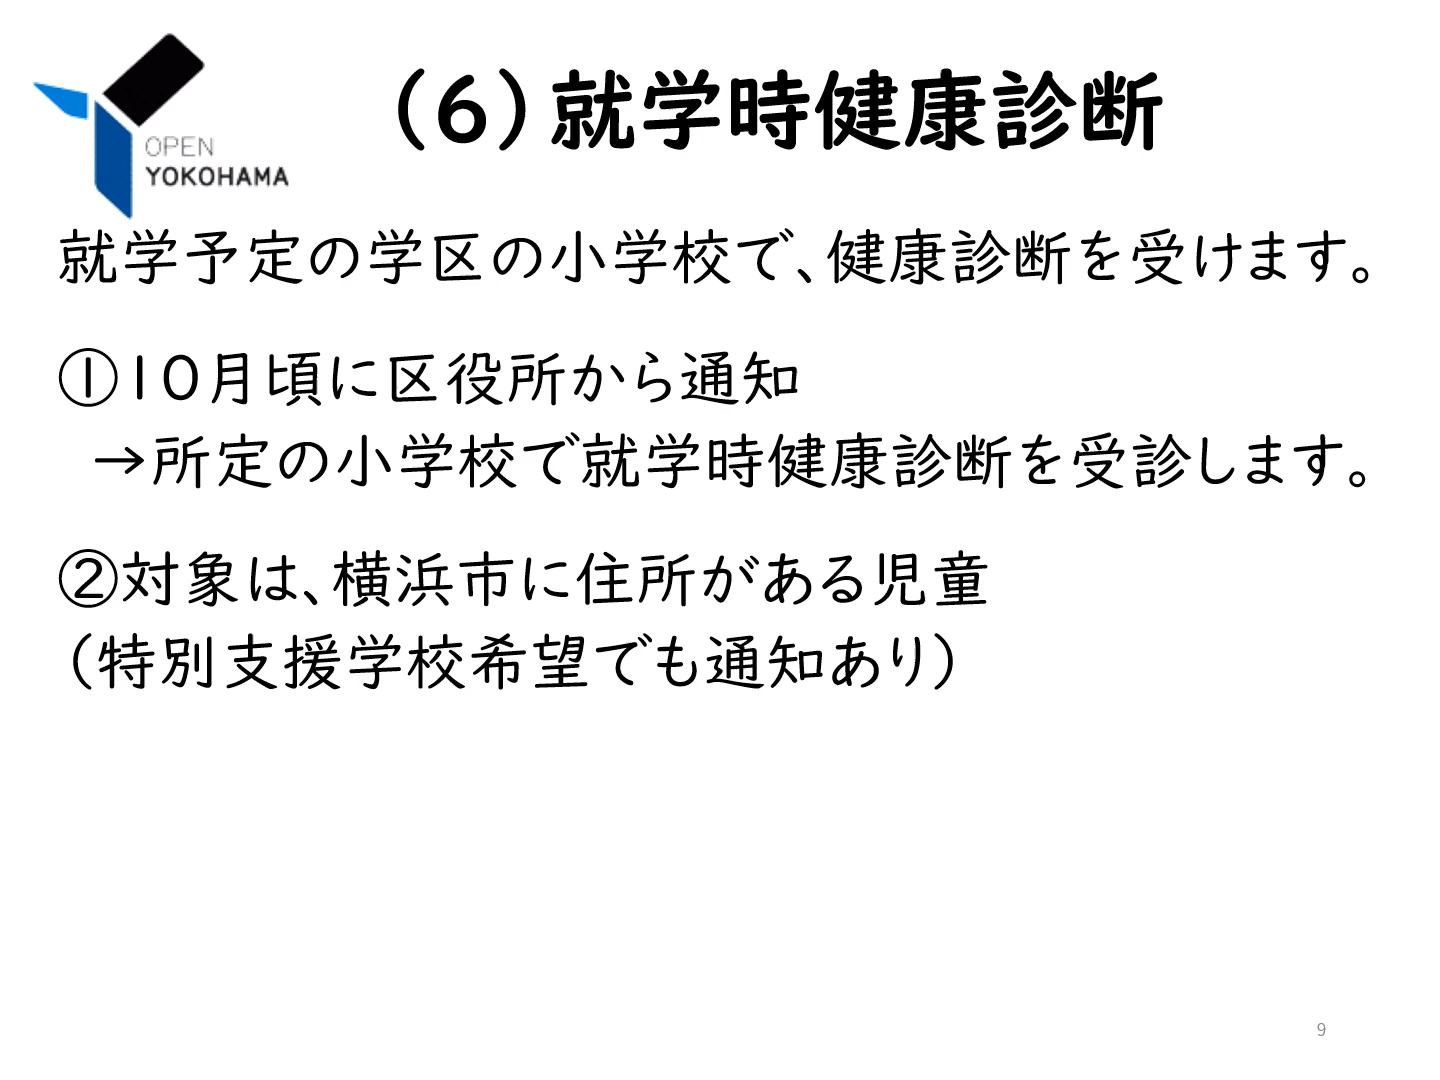 OPEN
YOKOHAMA
（６）就学時健康診断
就学予定の学区の小学校で、健康診断を受けます。
①１０月頃に区役所から通知
→所定の小学校で就学時健康診断を受診します。
②対象は、横浜市に住所がある児童
（特別支援学校希望でも通知あり）
9